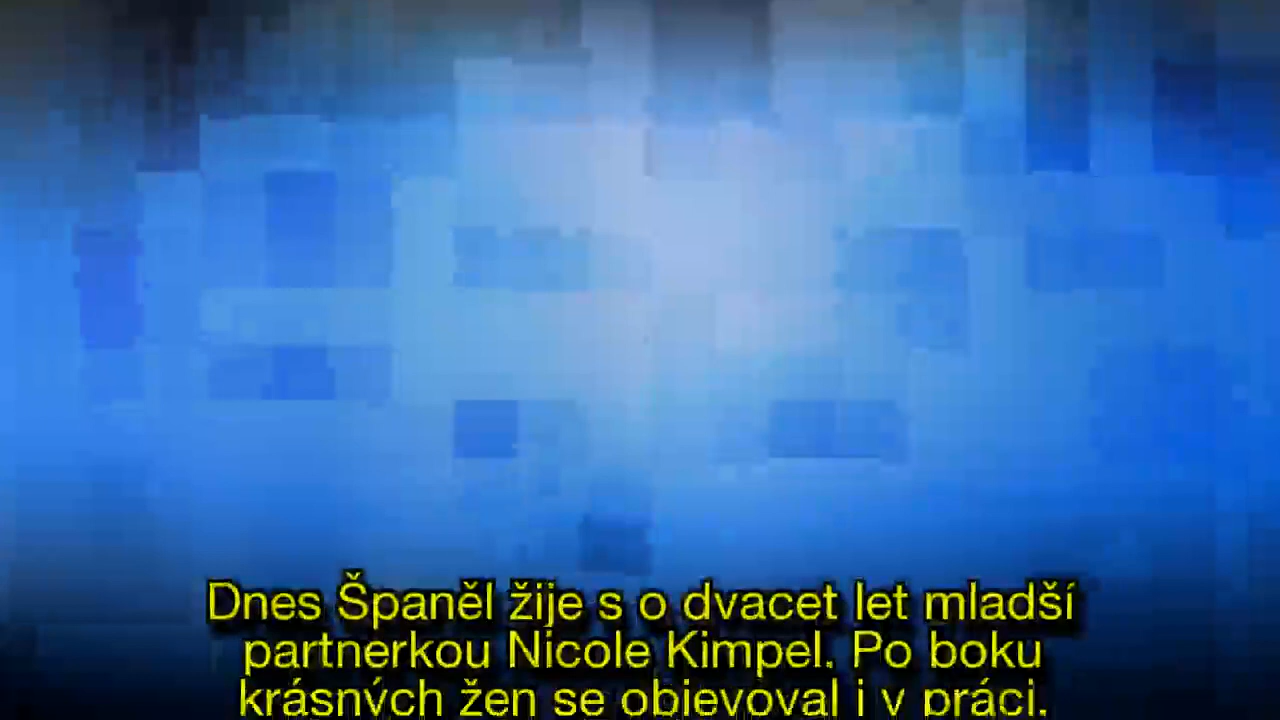 Dnes Španěl žije s o dvacet let mladší
partnerkou Nicole Kimpel. Po boku
krásných žen se objevoval i v práci.